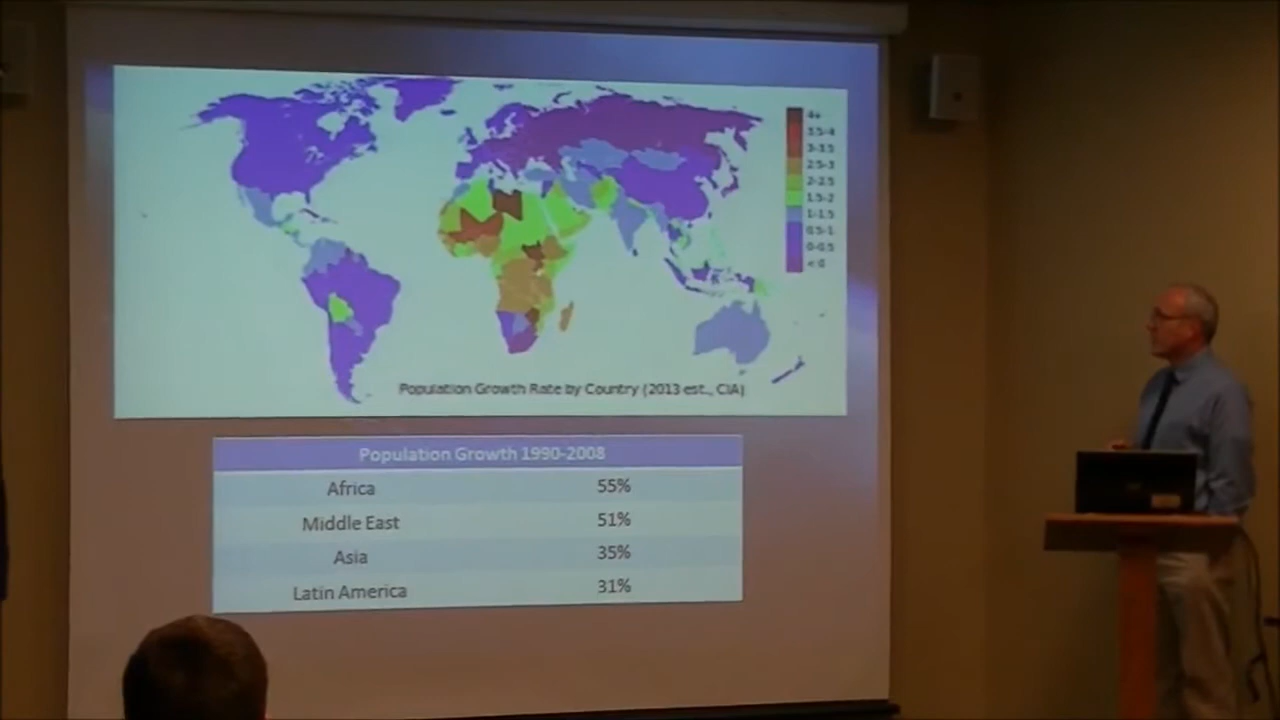 4+
3.5-4
3-3.5
2.5-3
2-2.5
1.5-2
1-1.5
0.5-1
0-0.5
<0
Population Growth Rate by Country (2013 est., CIA)
Population Growth 1990-2008
Africa 55%
Middle East 51%
Asia 35%
Latin America 31%